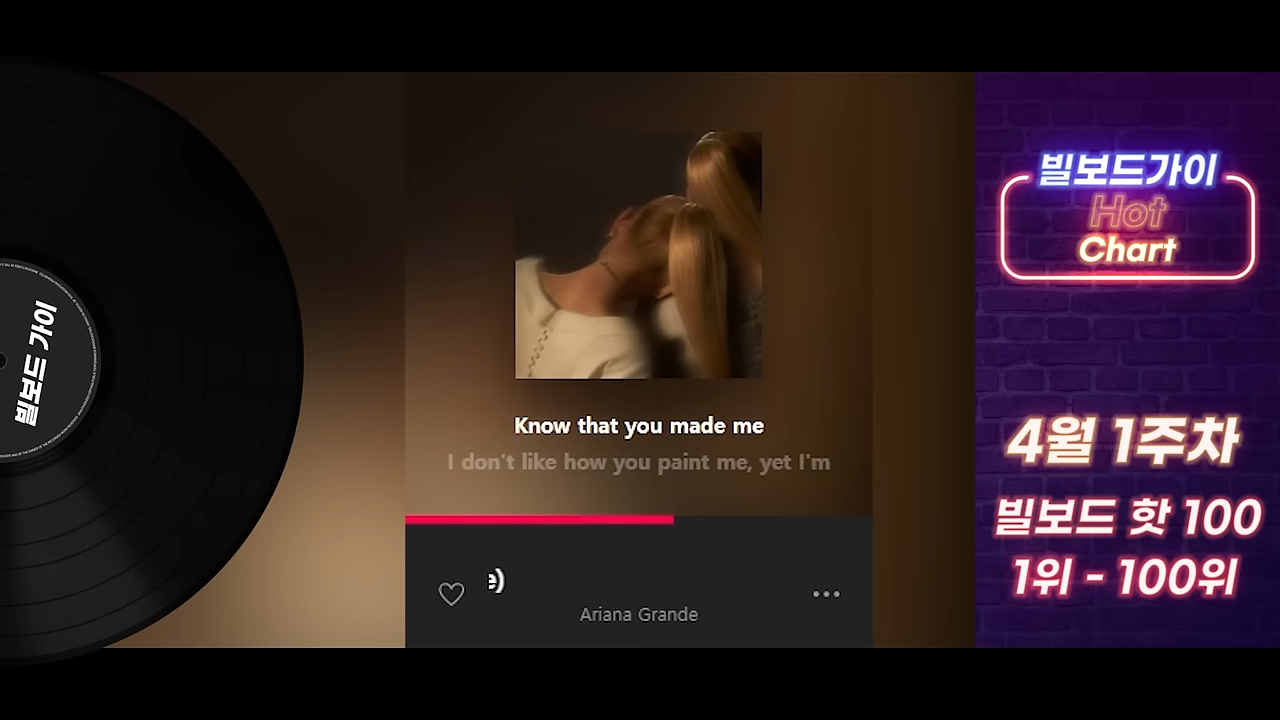 빌보드 가이
Know that you made me
I don't like how you paint me, yet I'm
e)
Ariana Grande
빌보드가이
Hot
Chart
4월 1주차
빌보드 핫 100
1위 - 100위